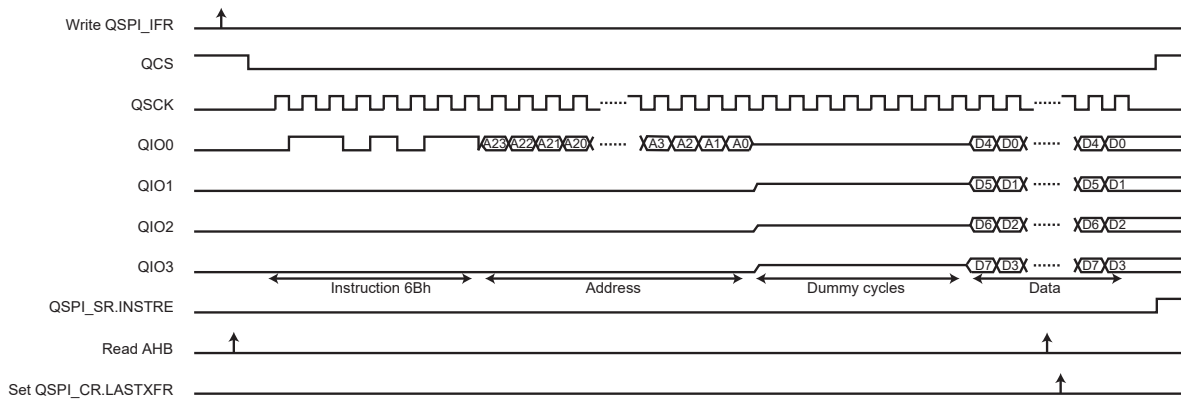 Write QSPI_IFR
QCS
QSCK
QIO0 A23 A22 A21 A20 ...... A3 A2 A1 A0 D4 D0 ...... D4 D0
QIO1 D5 D1 ...... D5 D1
QIO2 D6 D2 ...... D6 D2
QIO3 D7 D3 ...... D7 D3
Instruction 6Bh Address Dummy cycles Data
QSPI_SR.INSTRE
Read AHB
Set QSPI_CR.LASTXFR